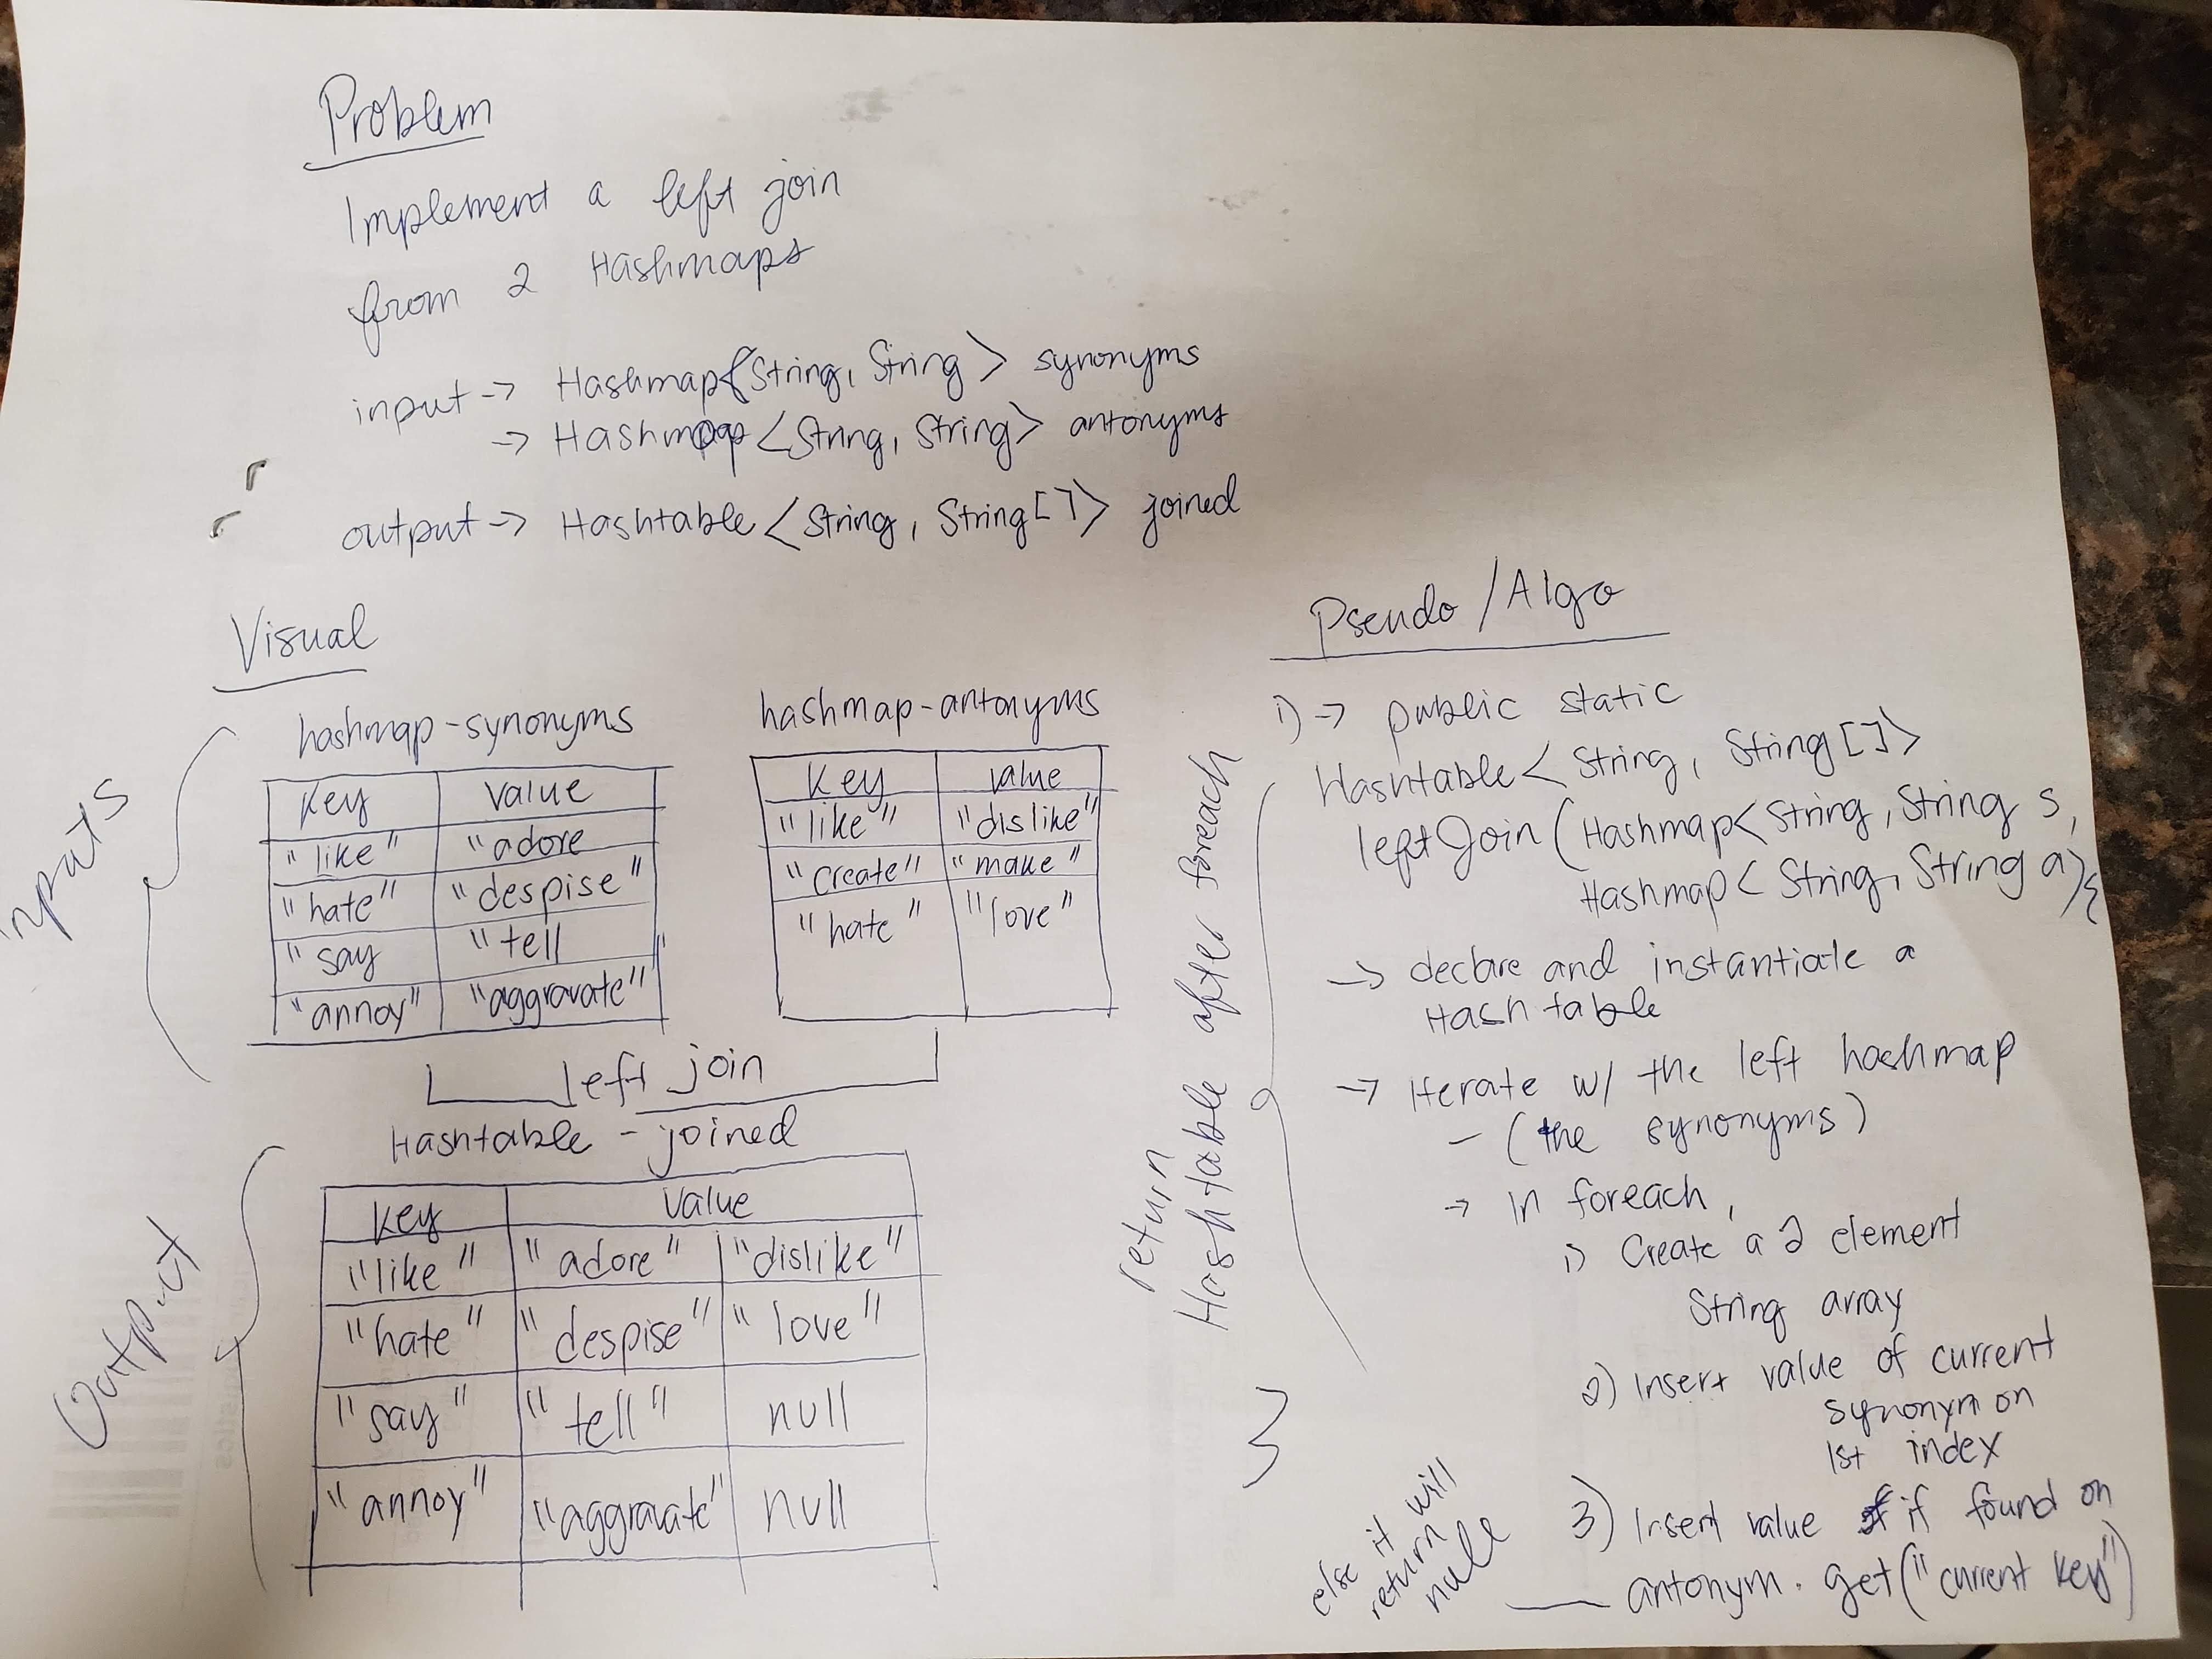 Problem
Implement a left join
from 2 Hashmaps
input -> Hashmap<String, String> synonyms
-> Hashmap<String, String> antonyms
output -> Hashtable<String, String[]> joined
Visual
inputs
hashmap-synonyms
Key value
"like" "adore
"hate" "despise"
"say "tell
"annoy" "aggravate"
hashmap-antonyms
Key value
"like" "dislike"
"create" "make"
"hate" "love"
left join
Output
Hashtable - joined
Key value
"like" "adore" "dislike"
"hate" "despise" "love"
"say" "tell" null
"annoy" "aggravate" null
Pseudo/Algo
1) -> public static
Hashtable<String, String[]>
leftJoin(Hashmap<String, String s,
Hashmap<String, String a){
-> declare and instantiate a
Hashtable
-> Iterate w/ the left hashmap
- (the synonyms)
-> In foreach,
1) Create a 2 element
String array
2) Insert value of current
synonym on
1st index
3) Insert value if found on
antonym.get("current key")
else it will
return
null
return
Hashtable after foreach
}